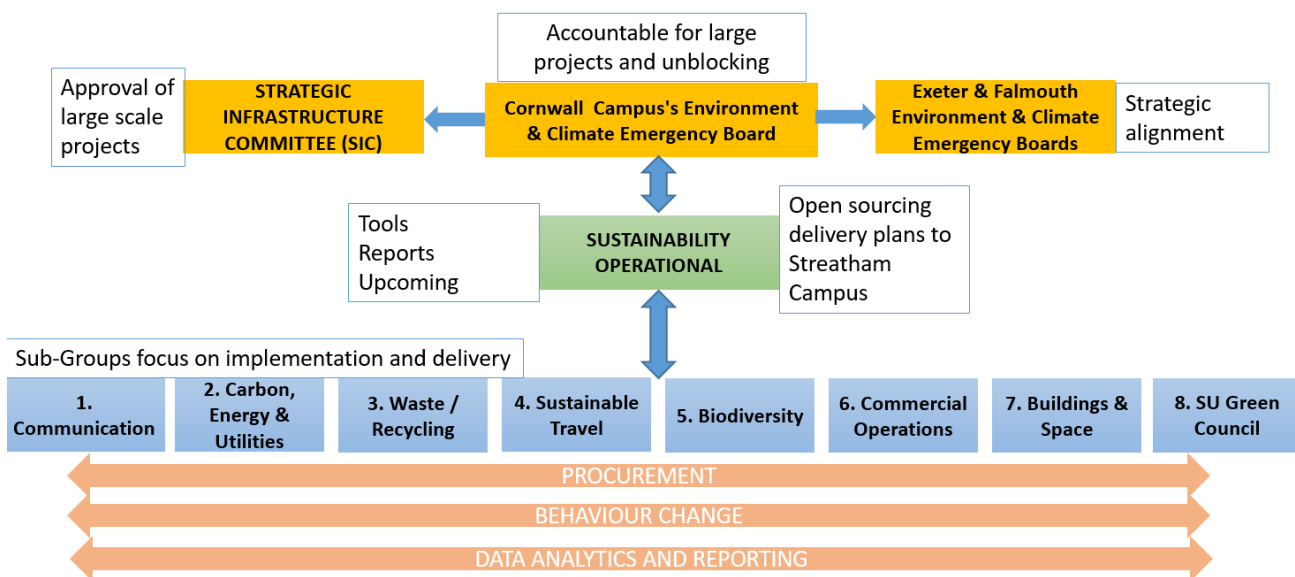 Accountable for large
projects and unblocking
Approval of
large scale
projects
STRATEGIC
INFRASTRUCTURE
COMMITTEE (SIC)
Cornwall Campus's Environment
& Climate Emergency Board
Exeter & Falmouth
Environment & Climate
Emergency Boards
Strategic
alignment
Tools
Reports
Upcoming
SUSTAINABILITY
OPERATIONAL
Open sourcing
delivery plans to
Streatham
Campus
Sub-Groups focus on implementation and delivery
1.
Communication
2. Carbon,
Energy &
Utilities
3. Waste /
Recycling
4. Sustainable
Travel
5. Biodiversity
6. Commercial
Operations
7. Buildings &
Space
8. SU Green
Council
PROCUREMENT
BEHAVIOUR CHANGE
DATA ANALYTICS AND REPORTING